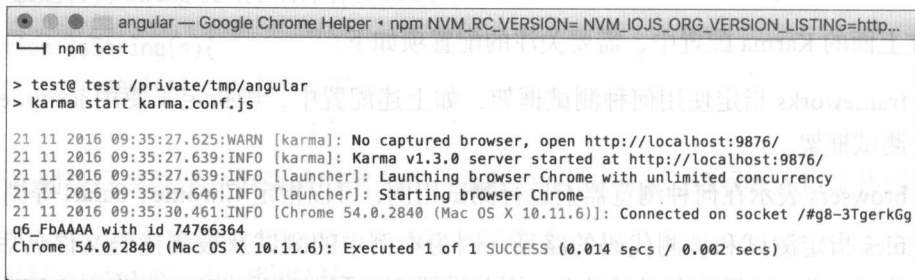 angular — Google Chrome Helper • npm NVM_RC_VERSION= NVM_IOJS_ORG_VERSION_LISTING=http...
npm test
> test@ test /private/tmp/angular
> karma start karma.conf.js
21 11 2016 09:35:27.625:WARN [karma]: No captured browser, open http://localhost:9876/
21 11 2016 09:35:27.639:INFO [karma]: Karma v1.3.0 server started at http://localhost:9876/
21 11 2016 09:35:27.639:INFO [launcher]: Launching browser Chrome with unlimited concurrency
21 11 2016 09:35:27.646:INFO [launcher]: Starting browser Chrome
21 11 2016 09:35:30.461:INFO [Chrome 54.0.2840 (Mac OS X 10.11.6)]: Connected on socket /#g8-3TgerkGg
q6_FbAAAA with id 74766364
Chrome 54.0.2840 (Mac OS X 10.11.6): Executed 1 of 1 SUCCESS (0.014 secs / 0.002 secs)